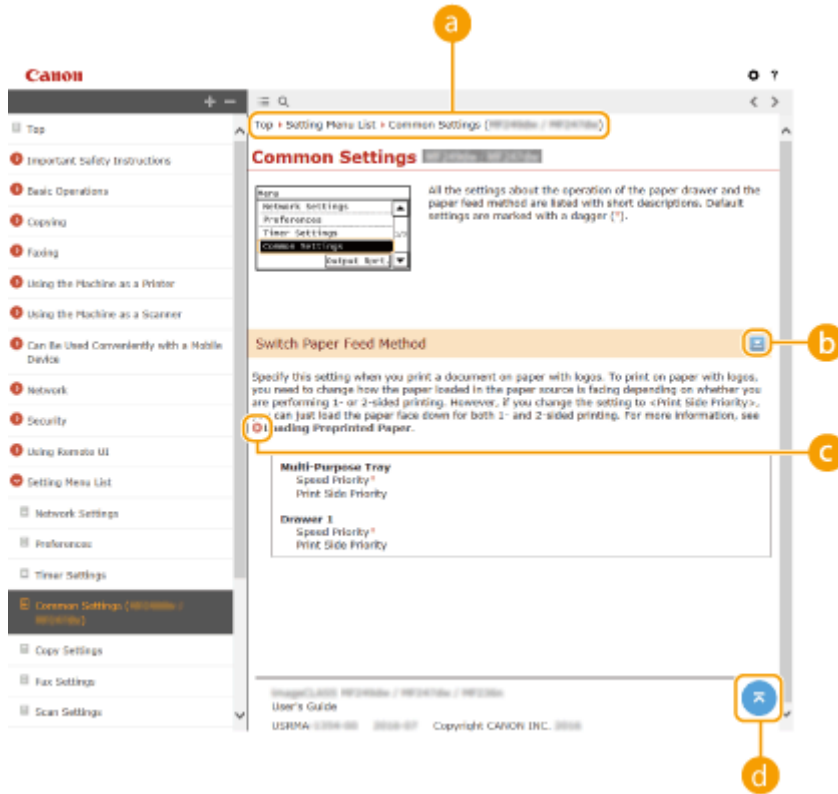 a
Canon
?
+ −
Top
Top › Setting Menu List › Common Settings (
Important Safety Instructions
Basic Operations
Copying
Faxing
Using the Machine as a Printer
Using the Machine as a Scanner
Can Be Used Conveniently with a Mobile
Device
Network
Security
Using Remote UI
Setting Menu List
Network Settings
Preferences
Timer Settings
Common Settings (
Copy Settings
Fax Settings
Scan Settings
Common Settings
Menu
Network Settings
Preferences
Timer Settings
Common Settings
Output Rprt.
All the settings about the operation of the paper drawer and the
paper feed method are listed with short descriptions. Default
settings are marked with a dagger (*).
Switch Paper Feed Method
b
Specify this setting when you print a document on paper with logos. To print on paper with logos,
you need to change how the paper loaded in the paper source is facing depending on whether you
are performing 1- or 2-sided printing. However, if you change the setting to <Print Side Priority>,
can just load the paper face down for both 1- and 2-sided printing. For more information, see
Loading Preprinted Paper.
c
Multi-Purpose Tray
Speed Priority*
Print Side Priority
Drawer 1
Speed Priority*
Print Side Priority
User's Guide
USRMA- Copyright CANON INC.
d